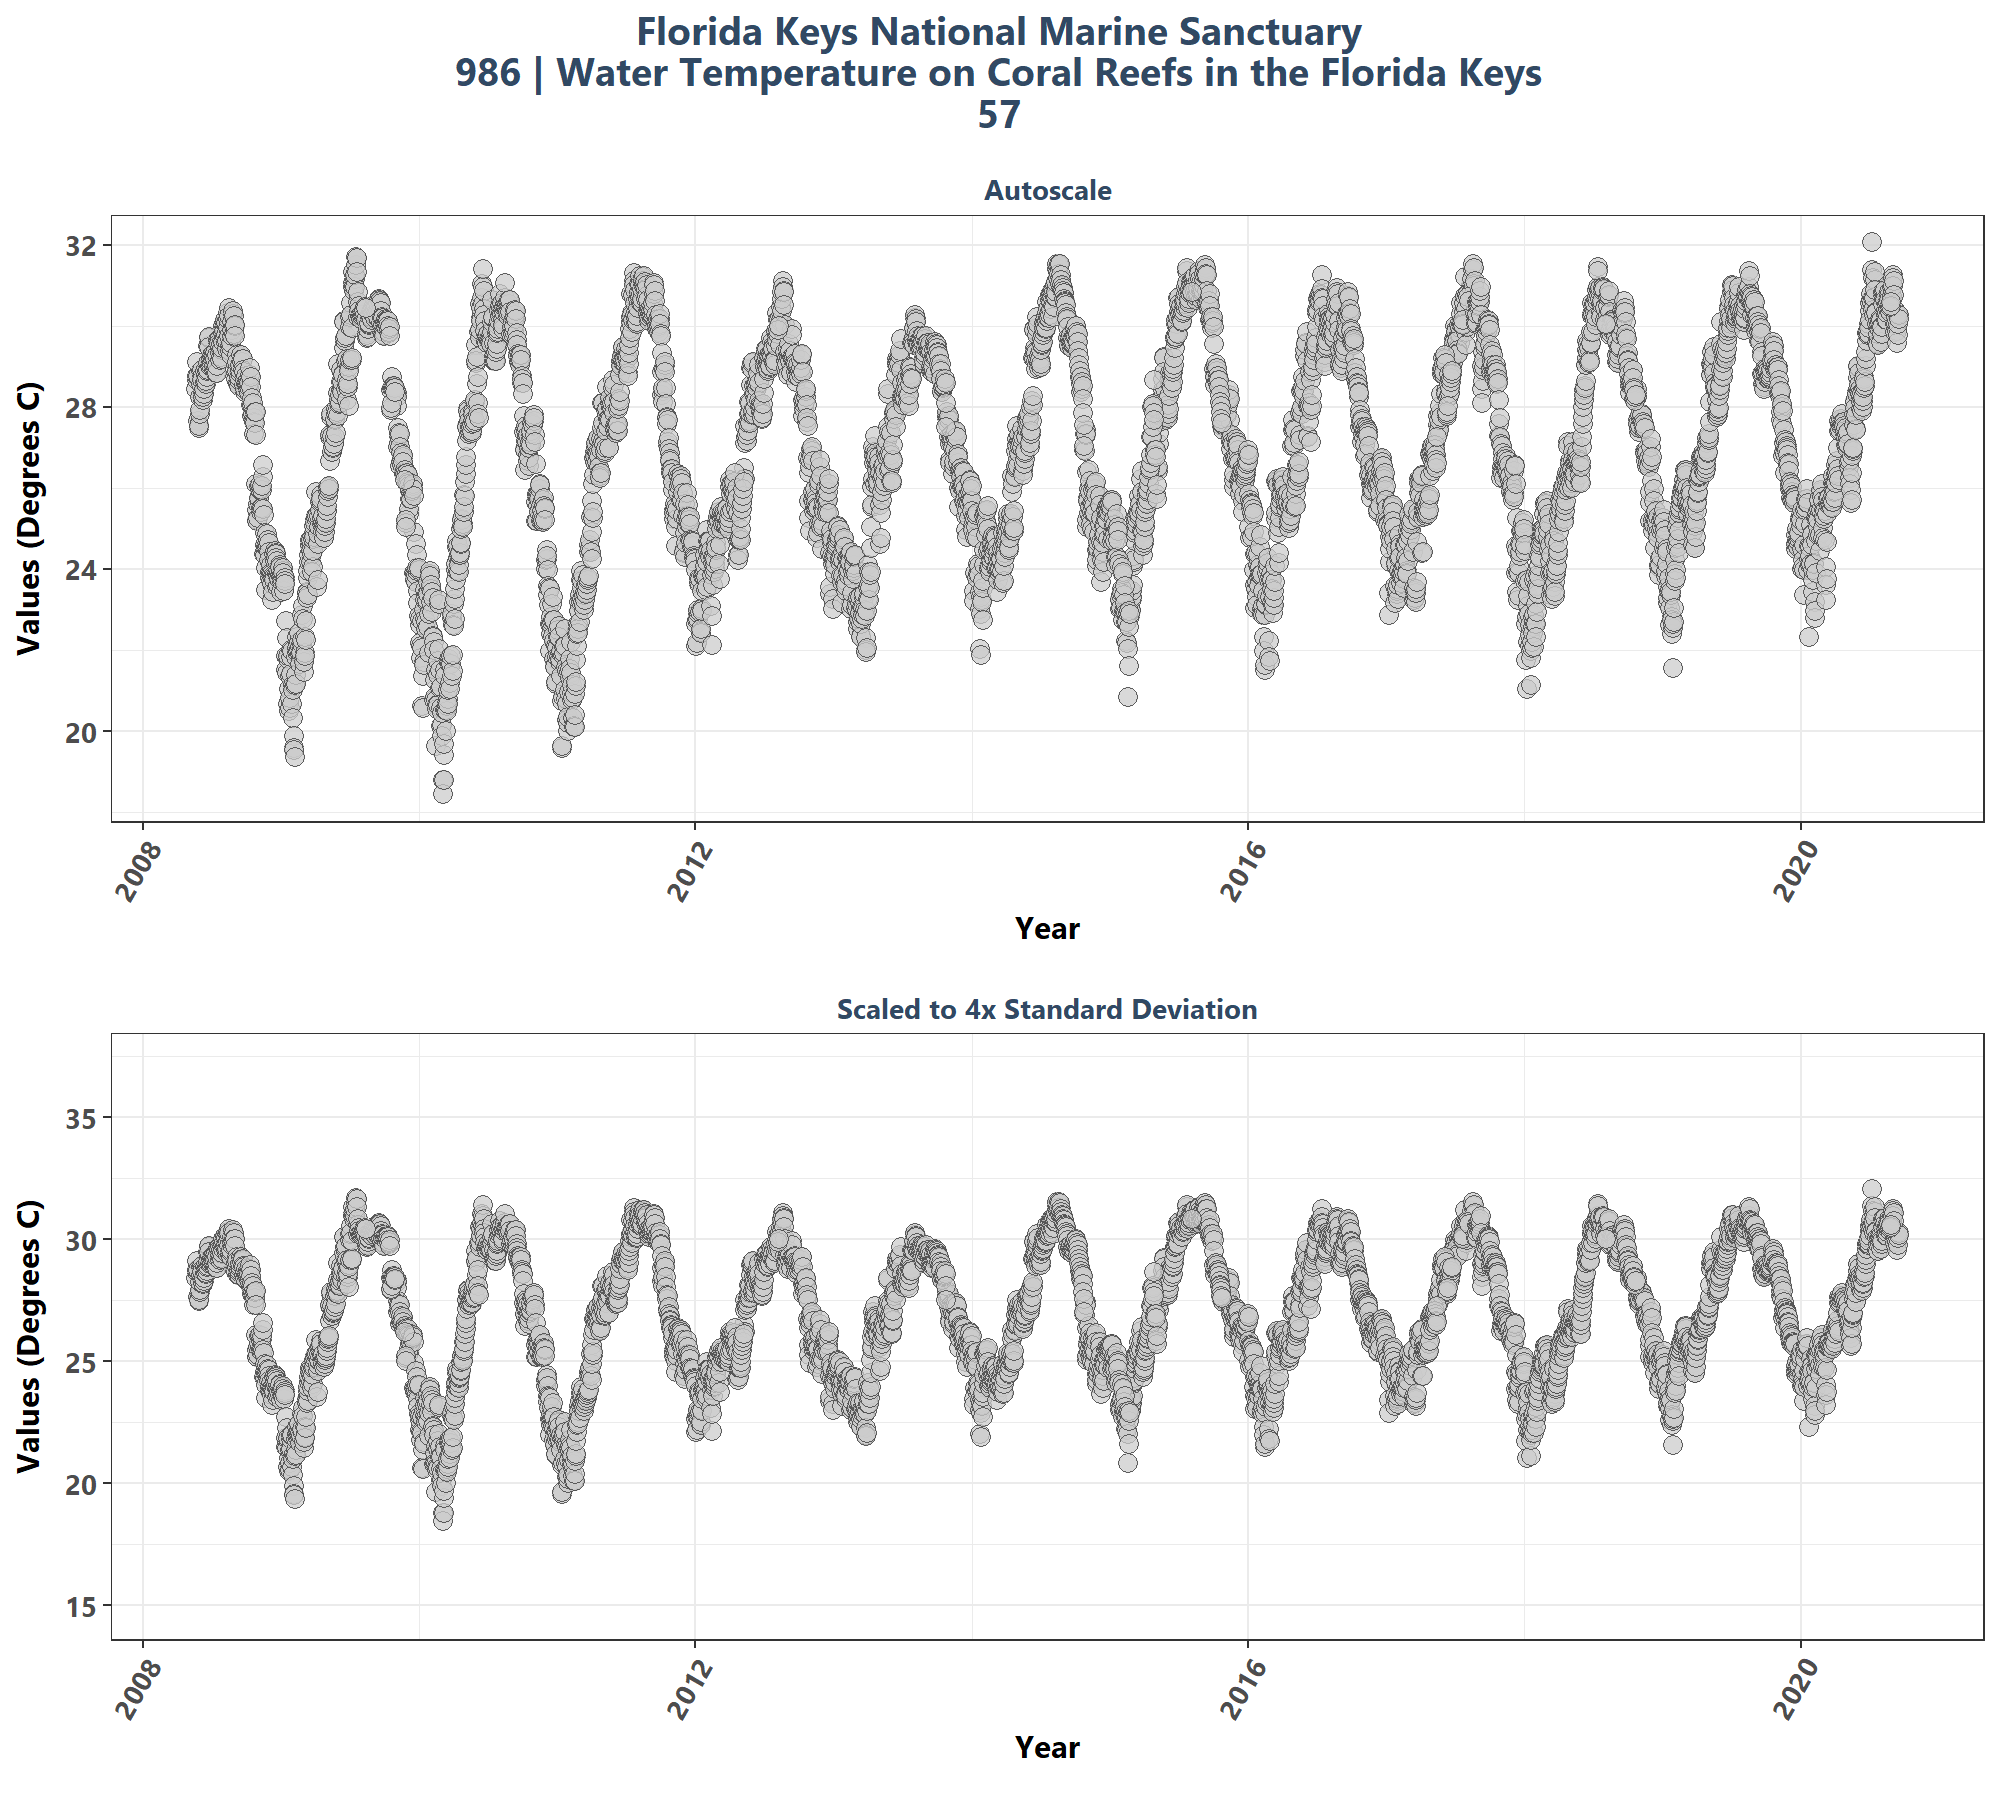 Florida Keys National Marine Sanctuary
986 | Water Temperature on Coral Reefs in the Florida Keys
57
Autoscale
Values (Degrees C)
32
28
24
20
2008
2012
2016
2020
Year
Scaled to 4x Standard Deviation
Values (Degrees C)
35
30
25
20
15
2008
2012
2016
2020
Year